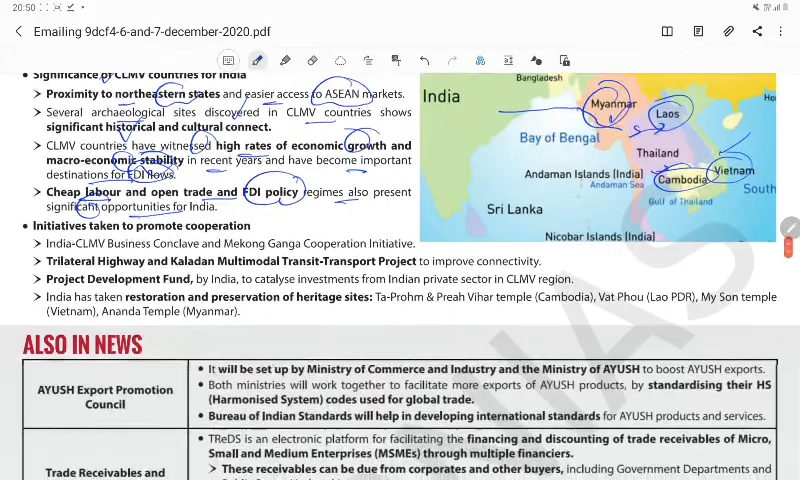 20:50
Emailing 9dcf4-6-and-7-december-2020.pdf
• Significance of CLMV countries for India
➤ Proximity to northeastern states and easier access to ASEAN markets.
➤ Several archaeological sites discovered in CLMV countries shows
significant historical and cultural connect.
➤ CLMV countries have witnessed high rates of economic growth and
macro-economic stability in recent years and have become important
destinations for FDI flows.
➤ Cheap labour and open trade and FDI policy regimes also present
significant opportunities for India.
Bangladesh
India
Myanmar
Laos
Bay of Bengal
Thailand
Vietnam
Andaman Islands (India)
Andaman Sea
Cambodia
South
Gulf of Thailand
Sri Lanka
Nicobar Islands (India)
• Initiatives taken to promote cooperation
➤ India-CLMV Business Conclave and Mekong Ganga Cooperation Initiative.
➤ Trilateral Highway and Kaladan Multimodal Transit-Transport Project to improve connectivity.
➤ Project Development Fund, by India, to catalyse investments from Indian private sector in CLMV region.
➤ India has taken restoration and preservation of heritage sites: Ta-Prohm & Preah Vihar temple (Cambodia), Vat Phou (Lao PDR), My Son temple
(Vietnam), Ananda Temple (Myanmar).
ALSO IN NEWS
AYUSH Export Promotion
Council
• It will be set up by Ministry of Commerce and Industry and the Ministry of AYUSH to boost AYUSH exports.
• Both ministries will work together to facilitate more exports of AYUSH products, by standardising their HS
(Harmonised System) codes used for global trade.
• Bureau of Indian Standards will help in developing international standards for AYUSH products and services.
Trade Receivables and
• TReDS is an electronic platform for facilitating the financing and discounting of trade receivables of Micro,
Small and Medium Enterprises (MSMEs) through multiple financiers.
➤ These receivables can be due from corporates and other buyers, including Government Departments and